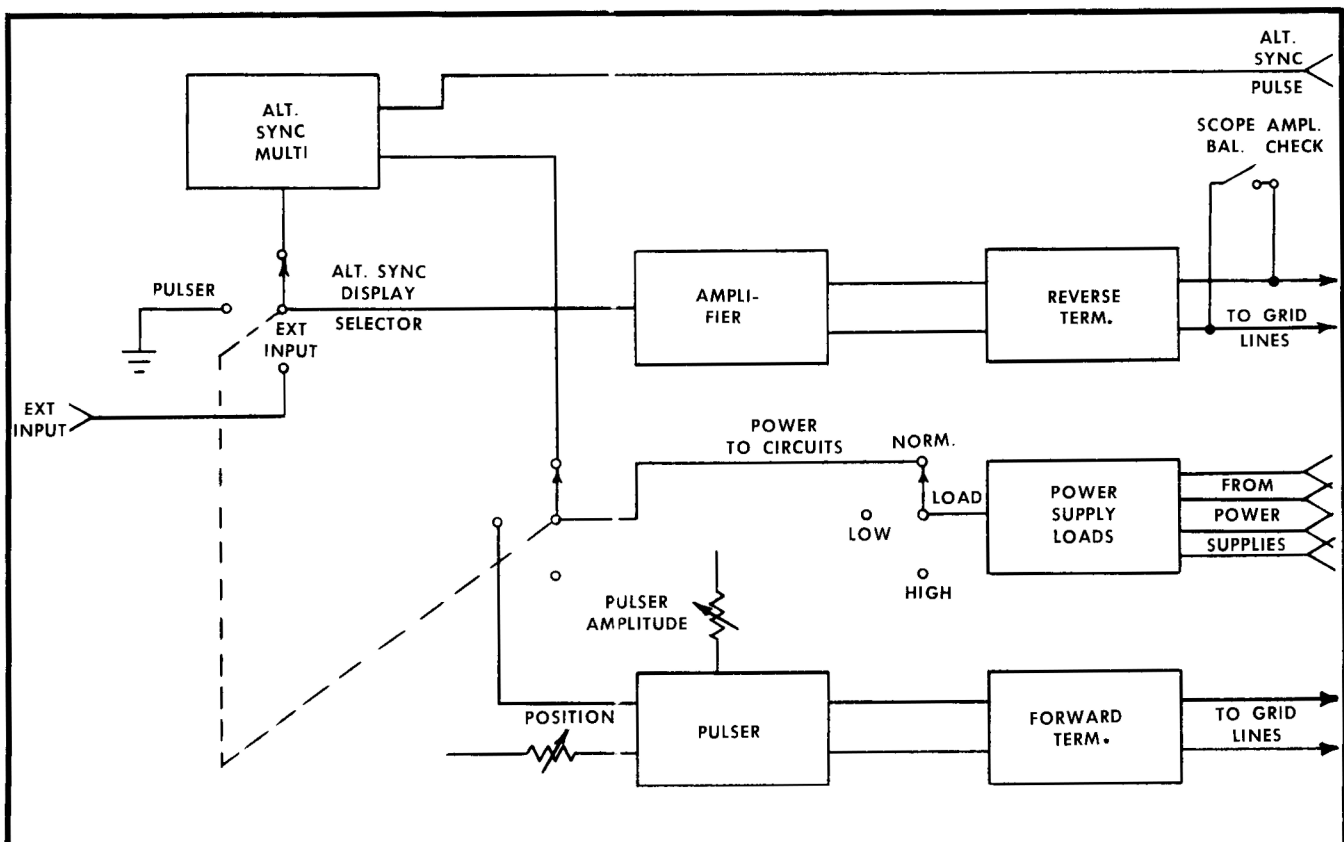 ALT.
SYNC
PULSE
ALT.
SYNC
MULTI
SCOPE AMPL.
BAL. CHECK
PULSER
ALT. SYNC
DISPLAY
SELECTOR
EXT
INPUT
AMPLI-
FIER
REVERSE
TERM.
TO GRID
LINES
EXT
INPUT
POWER
TO CIRCUITS
NORM.
LOAD
LOW
HIGH
POWER
SUPPLY
LOADS
FROM
POWER
SUPPLIES
PULSER
AMPLITUDE
POSITION
PULSER
FORWARD
TERM.
TO GRID
LINES